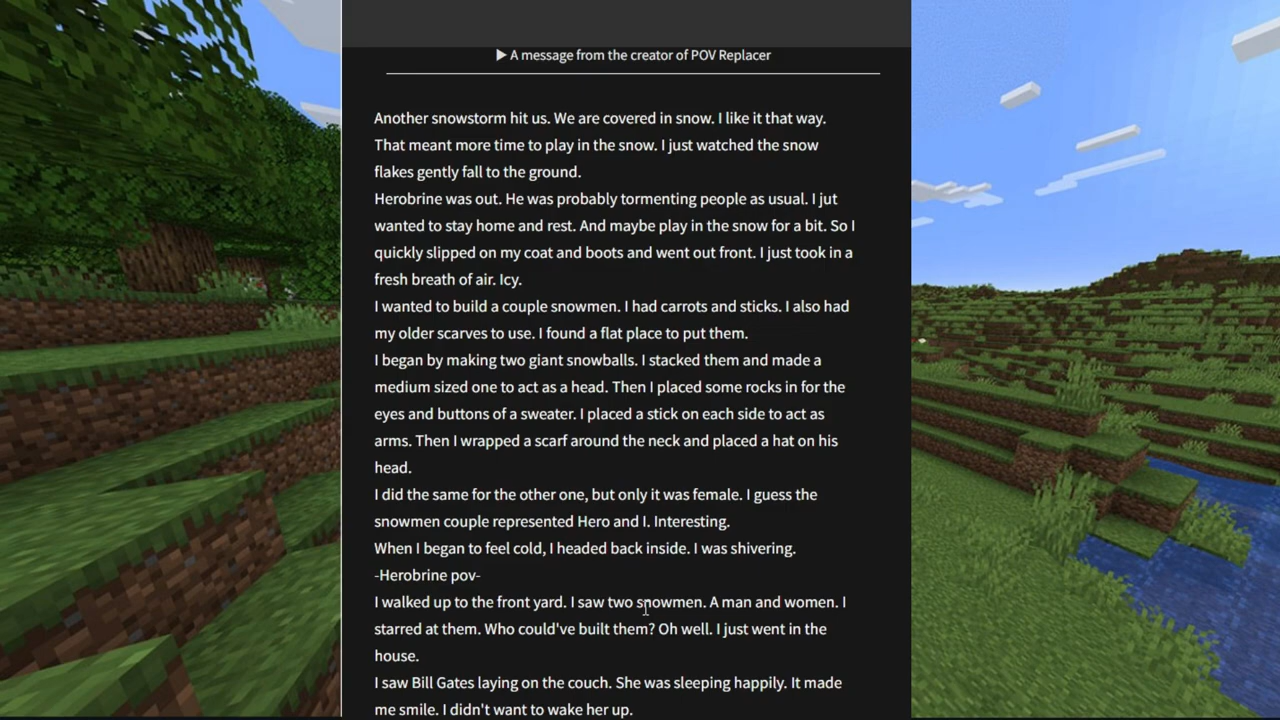 ▶ A message from the creator of POV Replacer
Another snowstorm hit us. We are covered in snow. I like it that way.
That meant more time to play in the snow. I just watched the snow
flakes gently fall to the ground.
Herobrine was out. He was probably tormenting people as usual. I jut
wanted to stay home and rest. And maybe play in the snow for a bit. So I
quickly slipped on my coat and boots and went out front. I just took in a
fresh breath of air. Icy.
I wanted to build a couple snowmen. I had carrots and sticks. I also had
my older scarves to use. I found a flat place to put them.
I began by making two giant snowballs. I stacked them and made a
medium sized one to act as a head. Then I placed some rocks in for the
eyes and buttons of a sweater. I placed a stick on each side to act as
arms. Then I wrapped a scarf around the neck and placed a hat on his
head.
I did the same for the other one, but only it was female. I guess the
snowmen couple represented Hero and I. Interesting.
When I began to feel cold, I headed back inside. I was shivering.
-Herobrine pov-
I walked up to the front yard. I saw two snowmen. A man and women. I
starred at them. Who could've built them? Oh well. I just went in the
house.
I saw Bill Gates laying on the couch. She was sleeping happily. It made
me smile. I didn't want to wake her up.